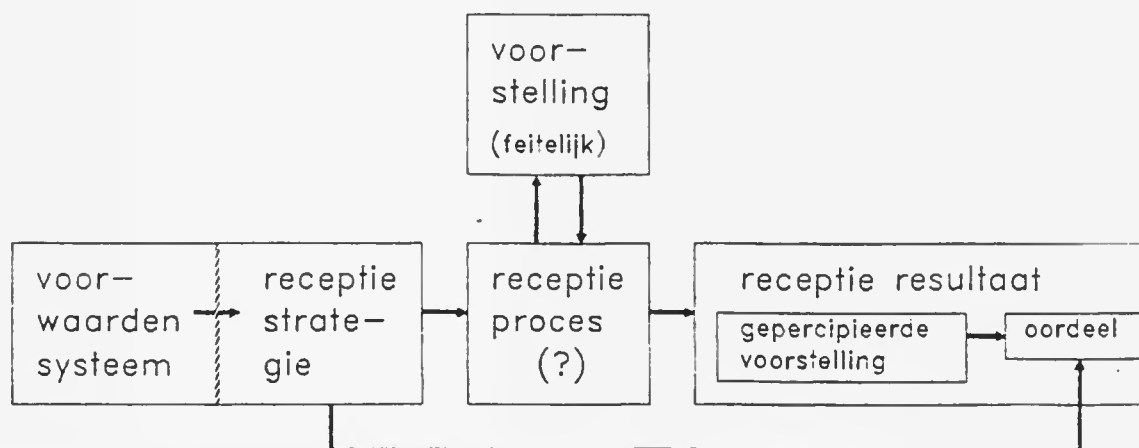 voor-
stelling
(feitelijk)
voor-
waarden
systeem
receptie
strate-
gie
receptie
proces
(?)
receptie resultaat
gepercipieerde
voorstelling
oordeel